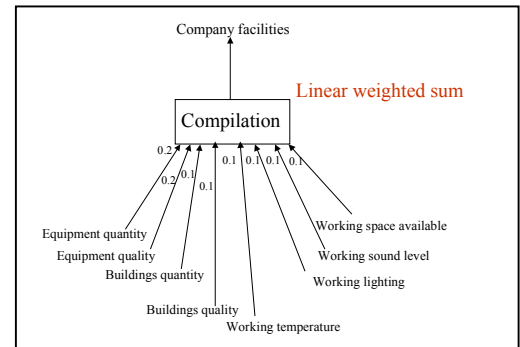 Company facilities
Linear weighted sum
Compilation
0.2
0.1
0.1
0.1
0.1
0.2
0.1
0.1
Working space available
Equipment quantity
Equipment quality
Working sound level
Buildings quantity
Working lighting
Buildings quality
Working temperature